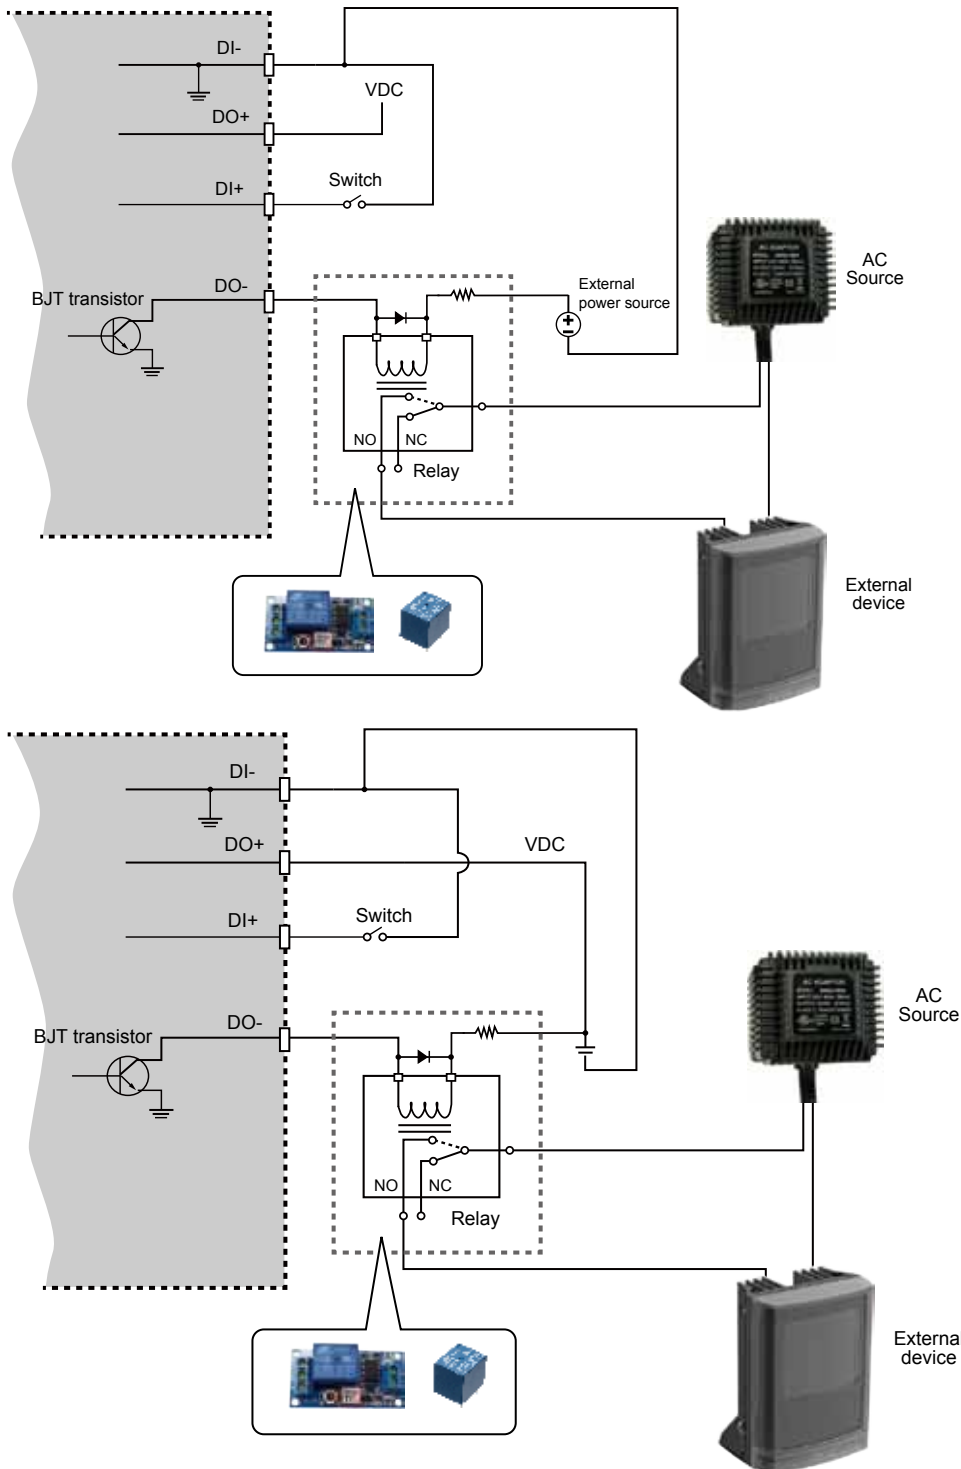 DI-
VDC
DO+
DI+
Switch
DO-
BJT transistor
External
power source
AC
Source
NO
NC
Relay
External
device
DI-
DO+
VDC
DI+
Switch
DO-
BJT transistor
AC
Source
NO
NC
Relay
External
device